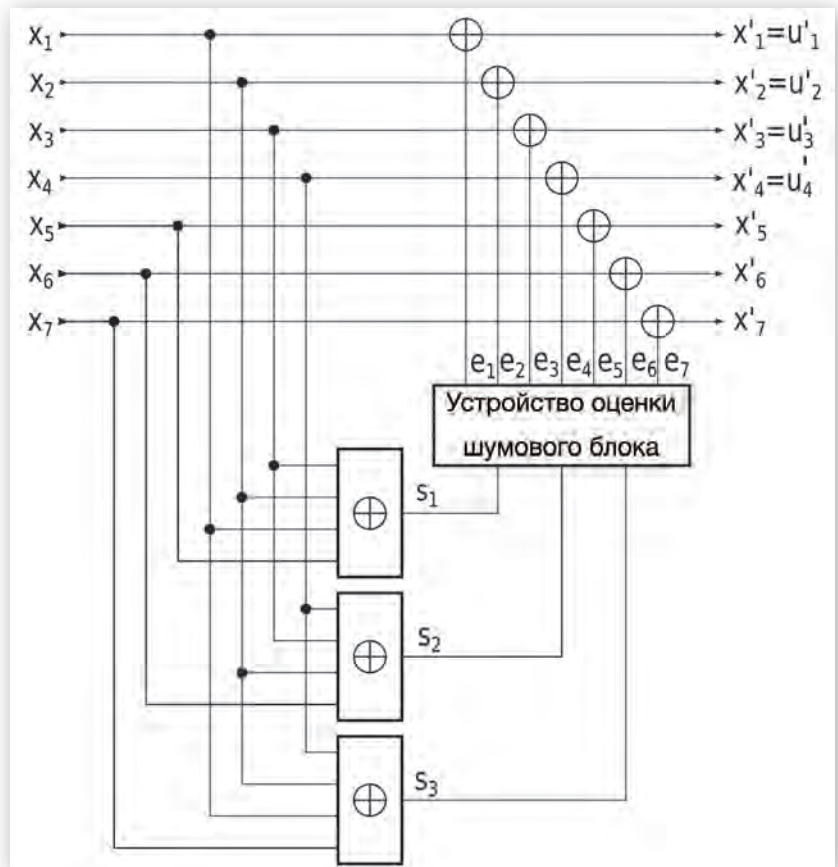 x₁ x'₁=u'₁
x₂ x'₂=u'₂
x₃ x'₃=u'₃
x₄ x'₄=u'₄
x₅ x'₅
x₆ x'₆
x₇ x'₇
e₁ e₂ e₃ e₄ e₅ e₆ e₇
Устройство оценки
шумового блока
s₁
s₂
s₃